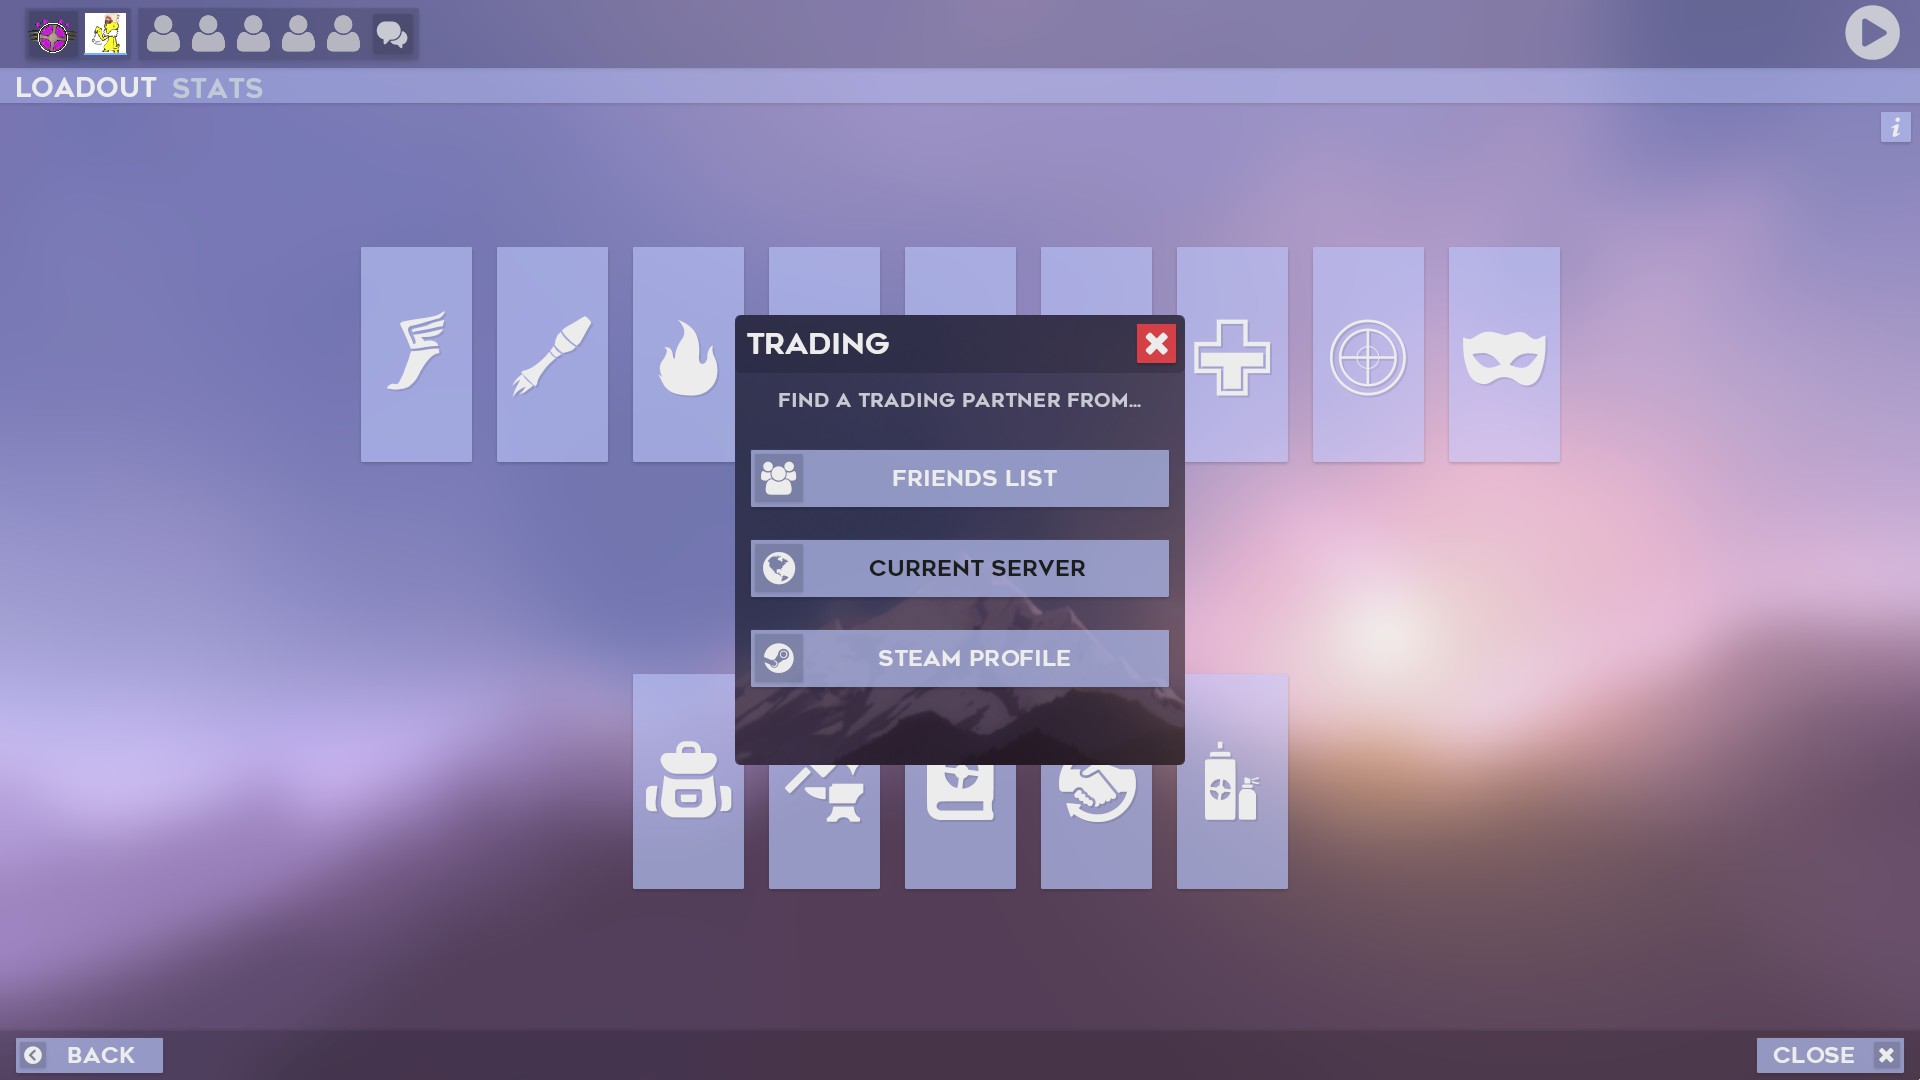 LOADOUT STATS
TRADING
FIND A TRADING PARTNER FROM...
FRIENDS LIST
CURRENT SERVER
STEAM PROFILE
BACK
CLOSE